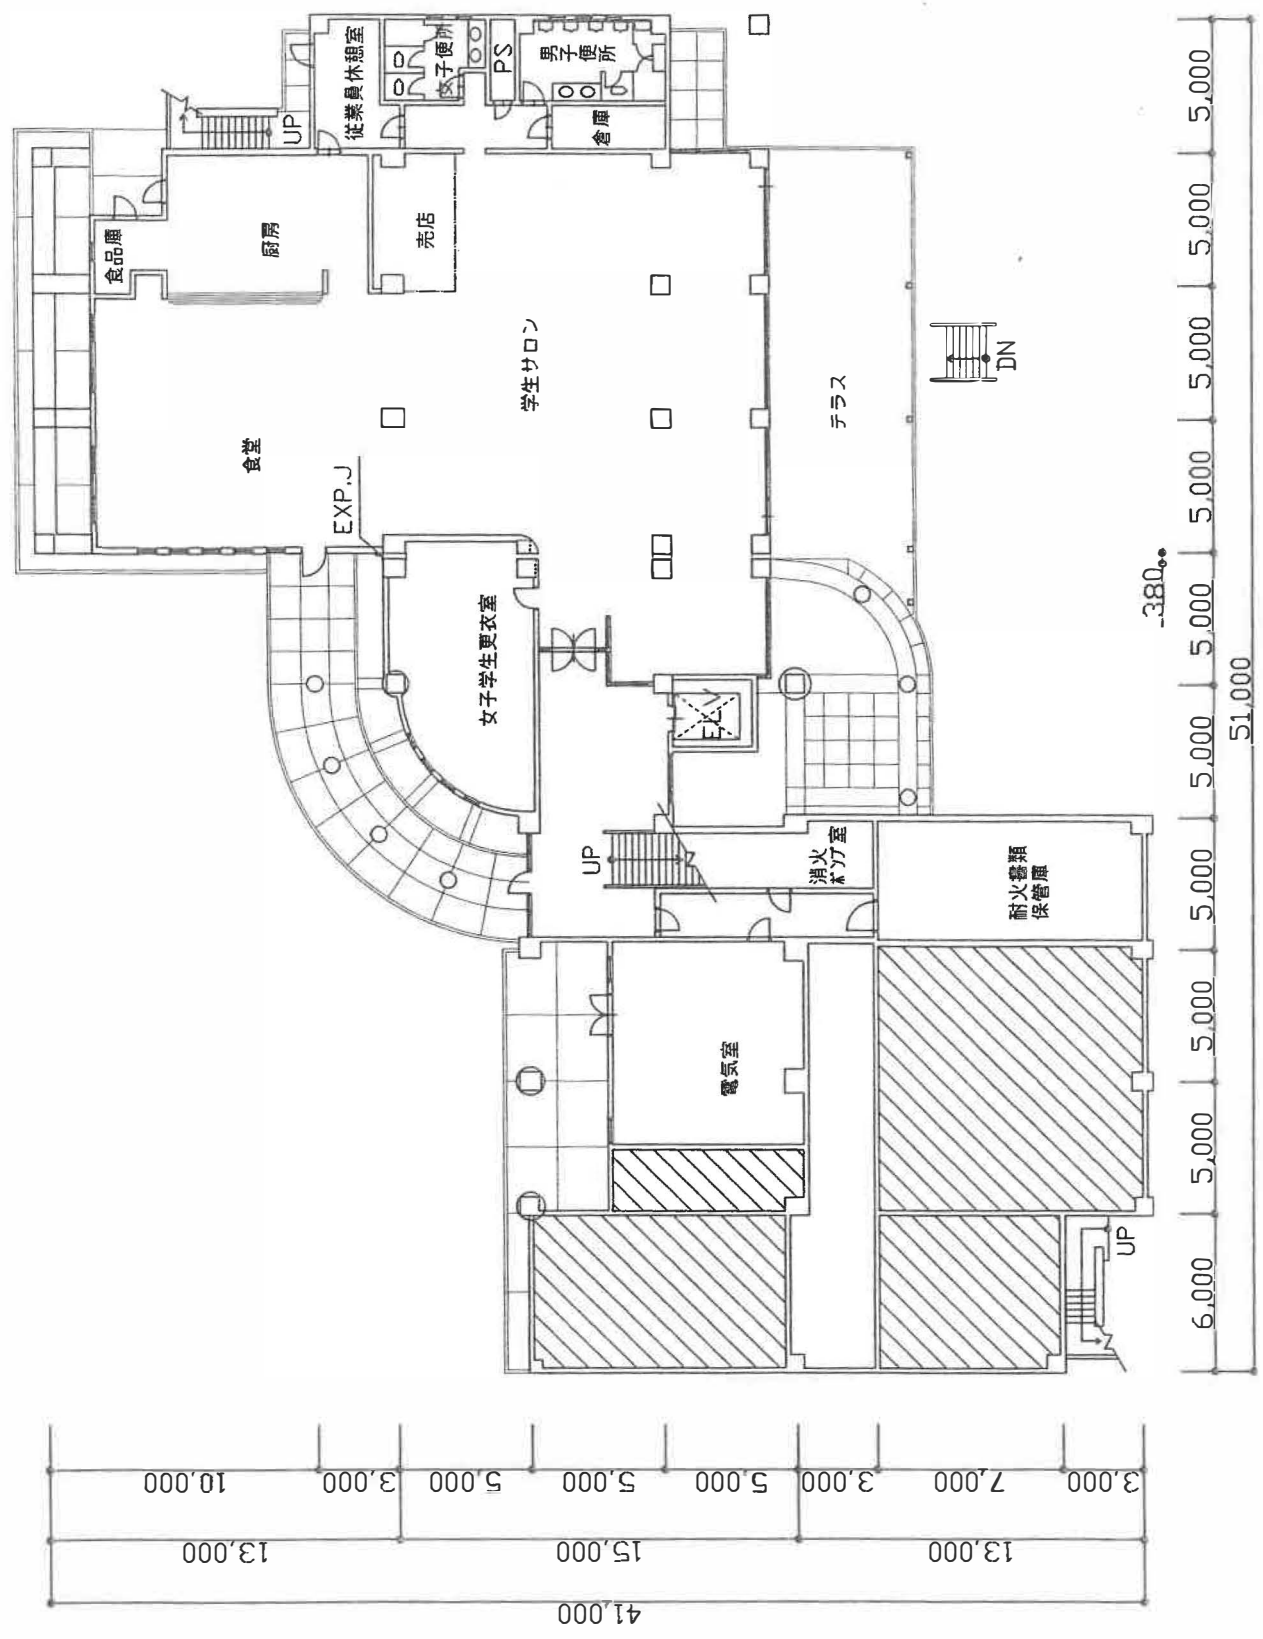 従業員休憩室
女子便所
PS
男子
便所
倉庫
UP
食品庫
厨房
売店
学生サロン
食堂
テラス
DN
EXP.J
女子学生更衣室
ELV
UP
消火
ﾎﾟﾝﾌﾟ室
耐火書類
保管庫
電気室
UP
-380
5,000
5,000
5,000
5,000
5,000
5,000
5,000
5,000
5,000
6,000
51,000
10,000
3,000
5,000
5,000
5,000
3,000
7,000
3,000
13,000
15,000
13,000
41,000